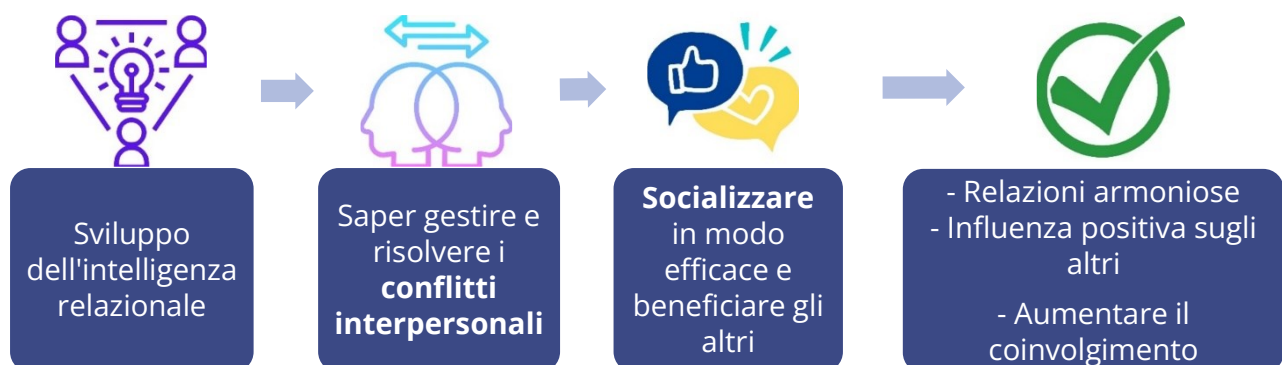 Sviluppo
dell'intelligenza
relazionale
Saper gestire e
risolvere i
conflitti
interpersonali
Socializzare
in modo
efficace e
beneficiare gli
altri
- Relazioni armoniose
- Influenza positiva sugli
altri
- Aumentare il
coinvolgimento